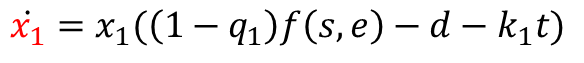 ẋ₁ = x₁((1 − q₁)f(s, e) − d − k₁t)